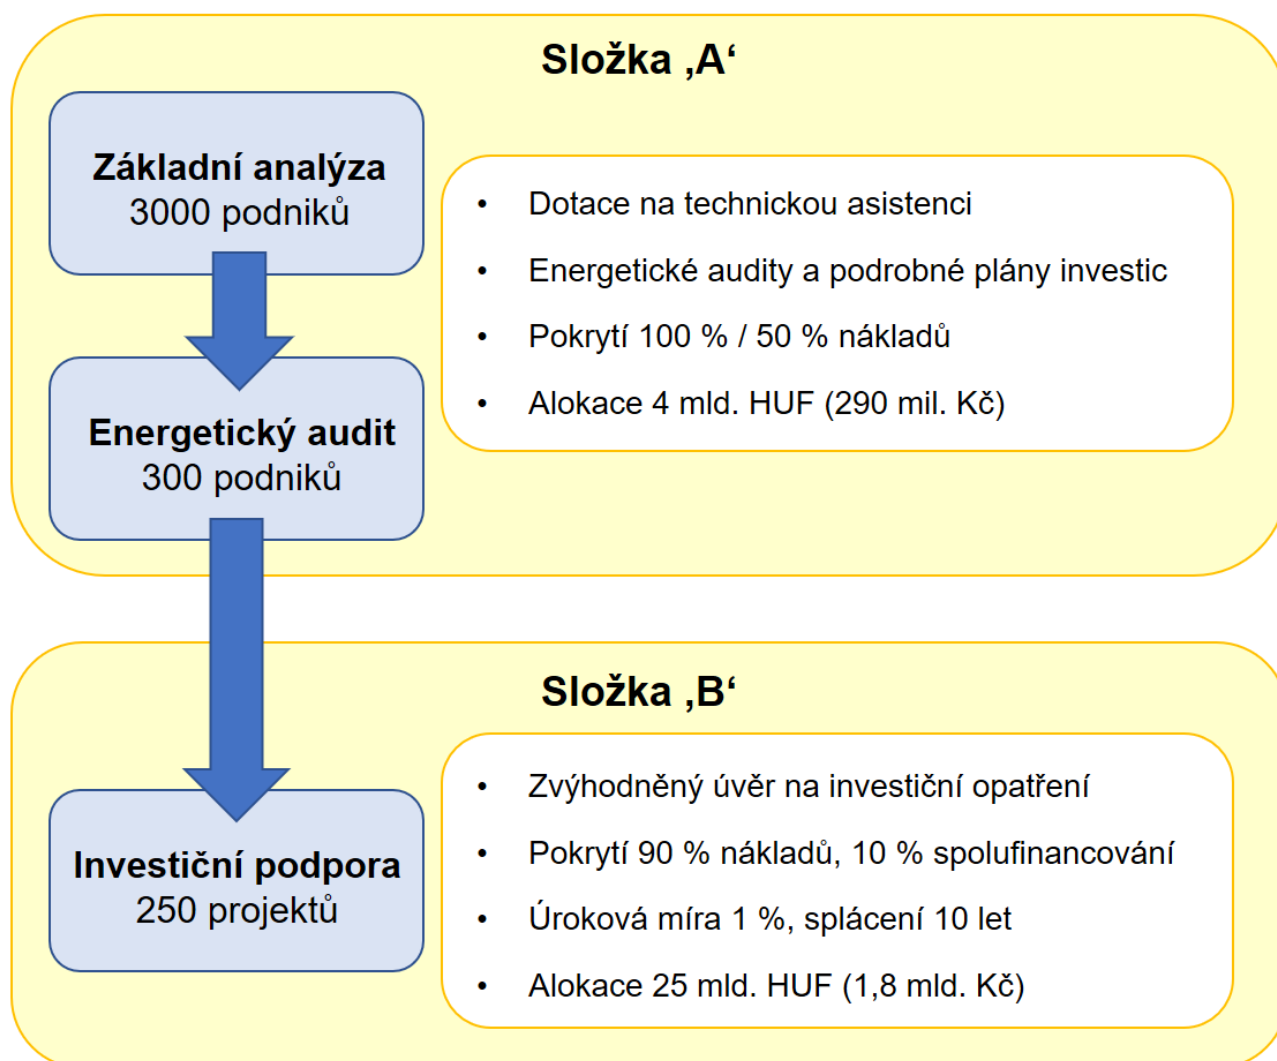 Složka ‚A‘
Základní analýza
3000 podniků
• Dotace na technickou asistenci
• Energetické audity a podrobné plány investic
• Pokrytí 100 % / 50 % nákladů
• Alokace 4 mld. HUF (290 mil. Kč)
Energetický audit
300 podniků
Složka ‚B‘
• Zvýhodněný úvěr na investiční opatření
• Pokrytí 90 % nákladů, 10 % spolufinancování
• Úroková míra 1 %, splácení 10 let
• Alokace 25 mld. HUF (1,8 mld. Kč)
Investiční podpora
250 projektů